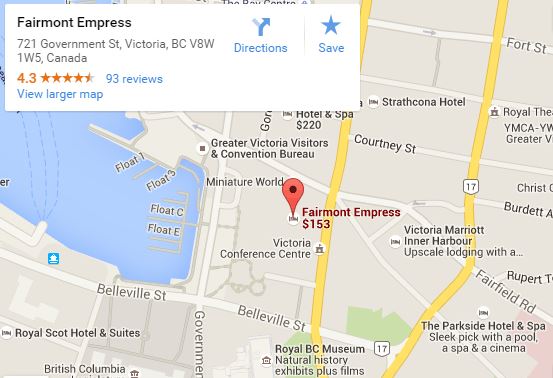 Fairmont Empress
721 Government St, Victoria, BC V8W
1W5, Canada
4.3
93 reviews
View larger map
Directions
Save
The Bay Centre
Fort St
Strathcona Hotel
Hotel & Spa
$220
Gor
Royal Thea
YMCA-YW
Greater Vi
Courtney St
Greater Victoria Visitors
& Convention Bureau
Float 1
Float 3
Float C
Float E
Miniature World
17
Christ C
Burdett A
Fairmont Empress
$153
Victoria
Conference Centre
Victoria Marriott
Inner Harbour
Upscale lodging with a...
Rupert T
Fairfield Rd
Belleville St
Belleville St
Government
The Parkside Hotel & Spa
Sleek pick with a pool,
a spa & a cinema
Royal Scot Hotel & Suites
Royal BC Museum
Natural history
exhibits plus films
17
British Columbia